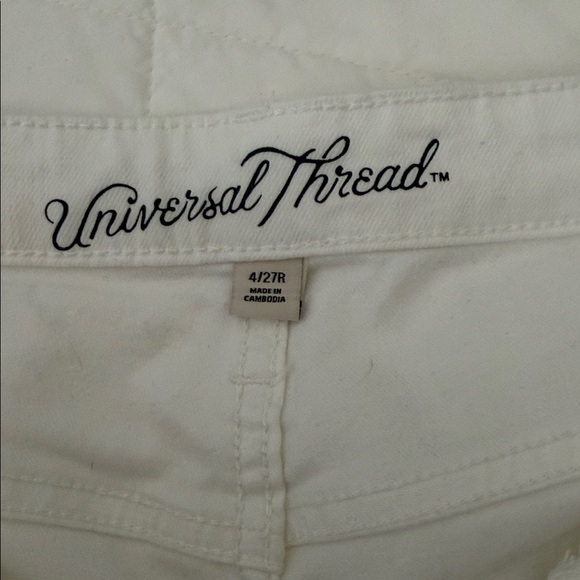 Universal Thread™
4/27R
MADE IN
CAMBODIA